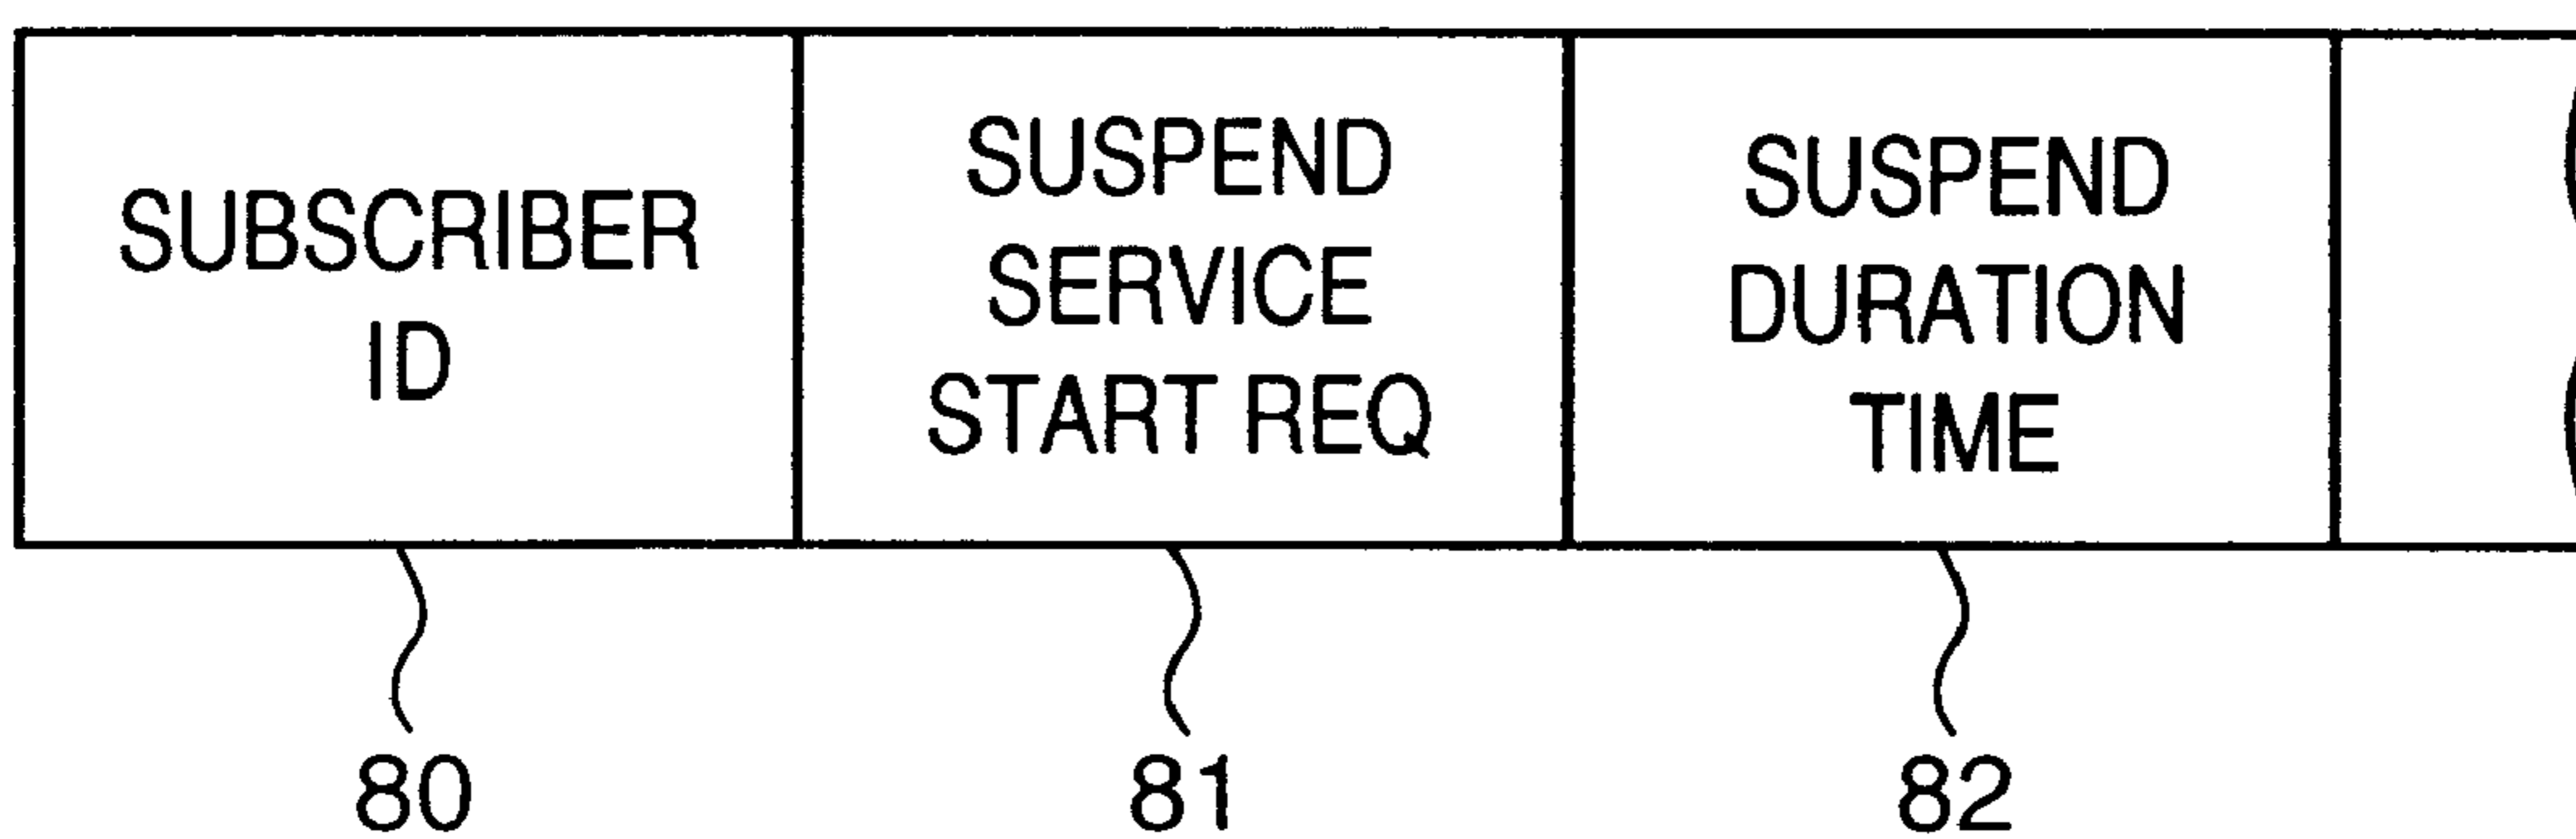 SUBSCRIBER
ID
SUSPEND
SERVICE
START REQ
SUSPEND
DURATION
TIME
80
81
82